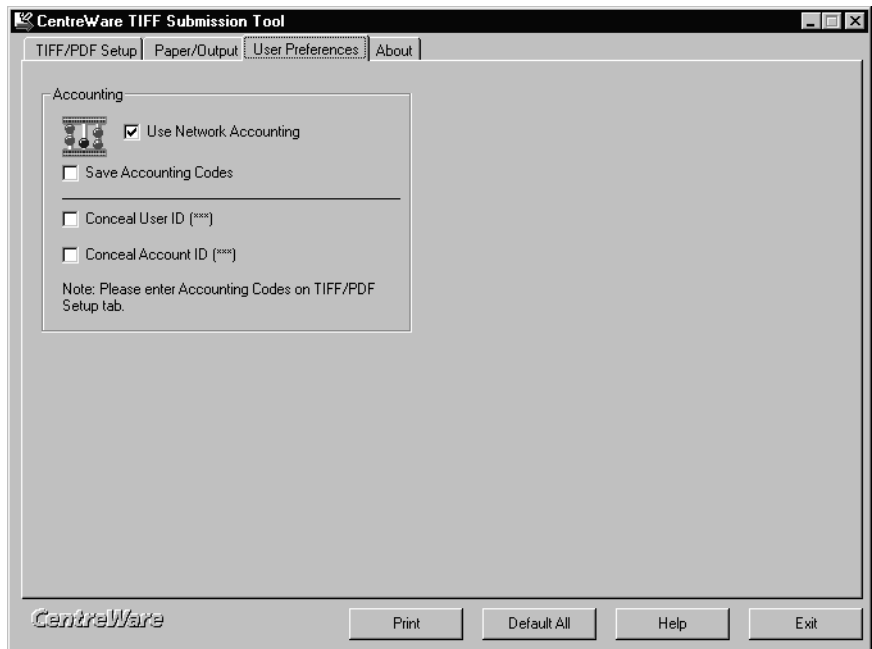 CentreWare TIFF Submission Tool
TIFF/PDF Setup Paper/Output User Preferences About
Accounting
Use Network Accounting
Save Accounting Codes
Conceal User ID (***)
Conceal Account ID (***)
Note: Please enter Accounting Codes on TIFF/PDF
Setup tab.
CentreWare Print Default All Help Exit